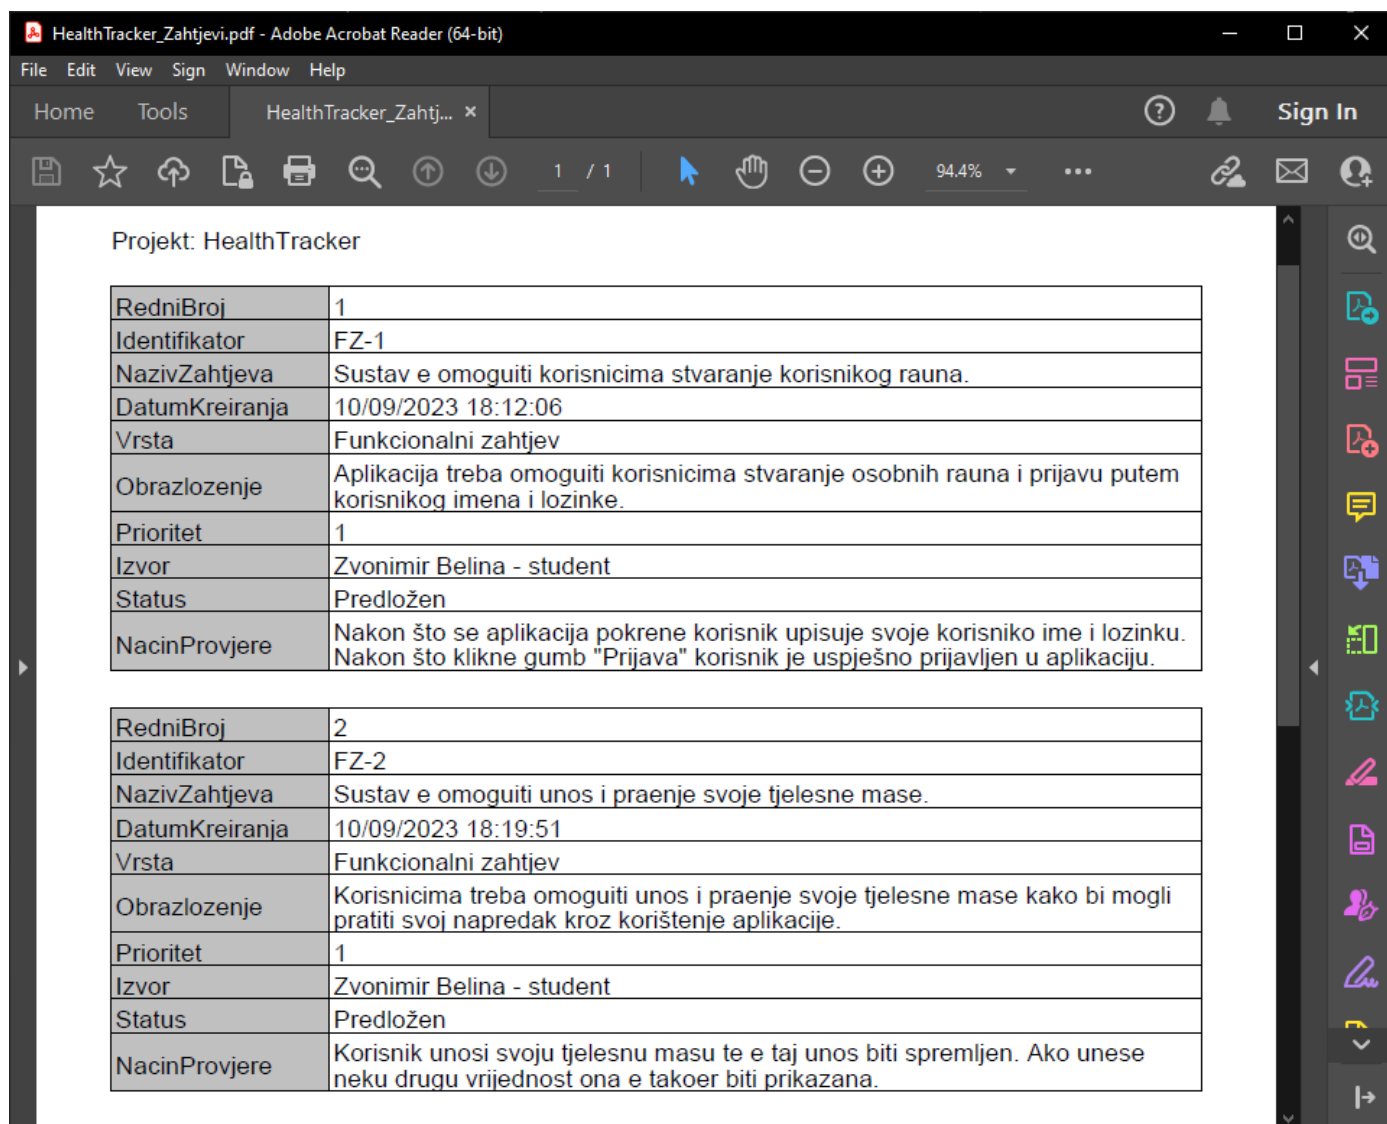 HealthTracker_Zahtjevi.pdf - Adobe Acrobat Reader (64-bit)
File Edit View Sign Window Help
Home Tools HealthTracker_Zahtj... × Sign In
1 / 1 94.4%
Projekt: HealthTracker
RedniBroj 1
Identifikator FZ-1
NazivZahtjeva Sustav e omoguiti korisnicima stvaranje korisnikog rauna.
DatumKreiranja 10/09/2023 18:12:06
Vrsta Funkcionalni zahtjev
Obrazlozenje Aplikacija treba omoguiti korisnicima stvaranje osobnih rauna i prijavu putem
korisnikog imena i lozinke.
Prioritet 1
Izvor Zvonimir Belina - student
Status Predložen
NacinProvjere Nakon što se aplikacija pokrene korisnik upisuje svoje korisniko ime i lozinku.
Nakon što klikne gumb "Prijava" korisnik je uspješno prijavljen u aplikaciju.
RedniBroj 2
Identifikator FZ-2
NazivZahtjeva Sustav e omoguiti unos i praenje svoje tjelesne mase.
DatumKreiranja 10/09/2023 18:19:51
Vrsta Funkcionalni zahtjev
Obrazlozenje Korisnicima treba omoguiti unos i praenje svoje tjelesne mase kako bi mogli
pratiti svoj napredak kroz korištenje aplikacije.
Prioritet 1
Izvor Zvonimir Belina - student
Status Predložen
NacinProvjere Korisnik unosi svoju tjelesnu masu te e taj unos biti spremljen. Ako unese
neku drugu vrijednost ona e takoer biti prikazana.